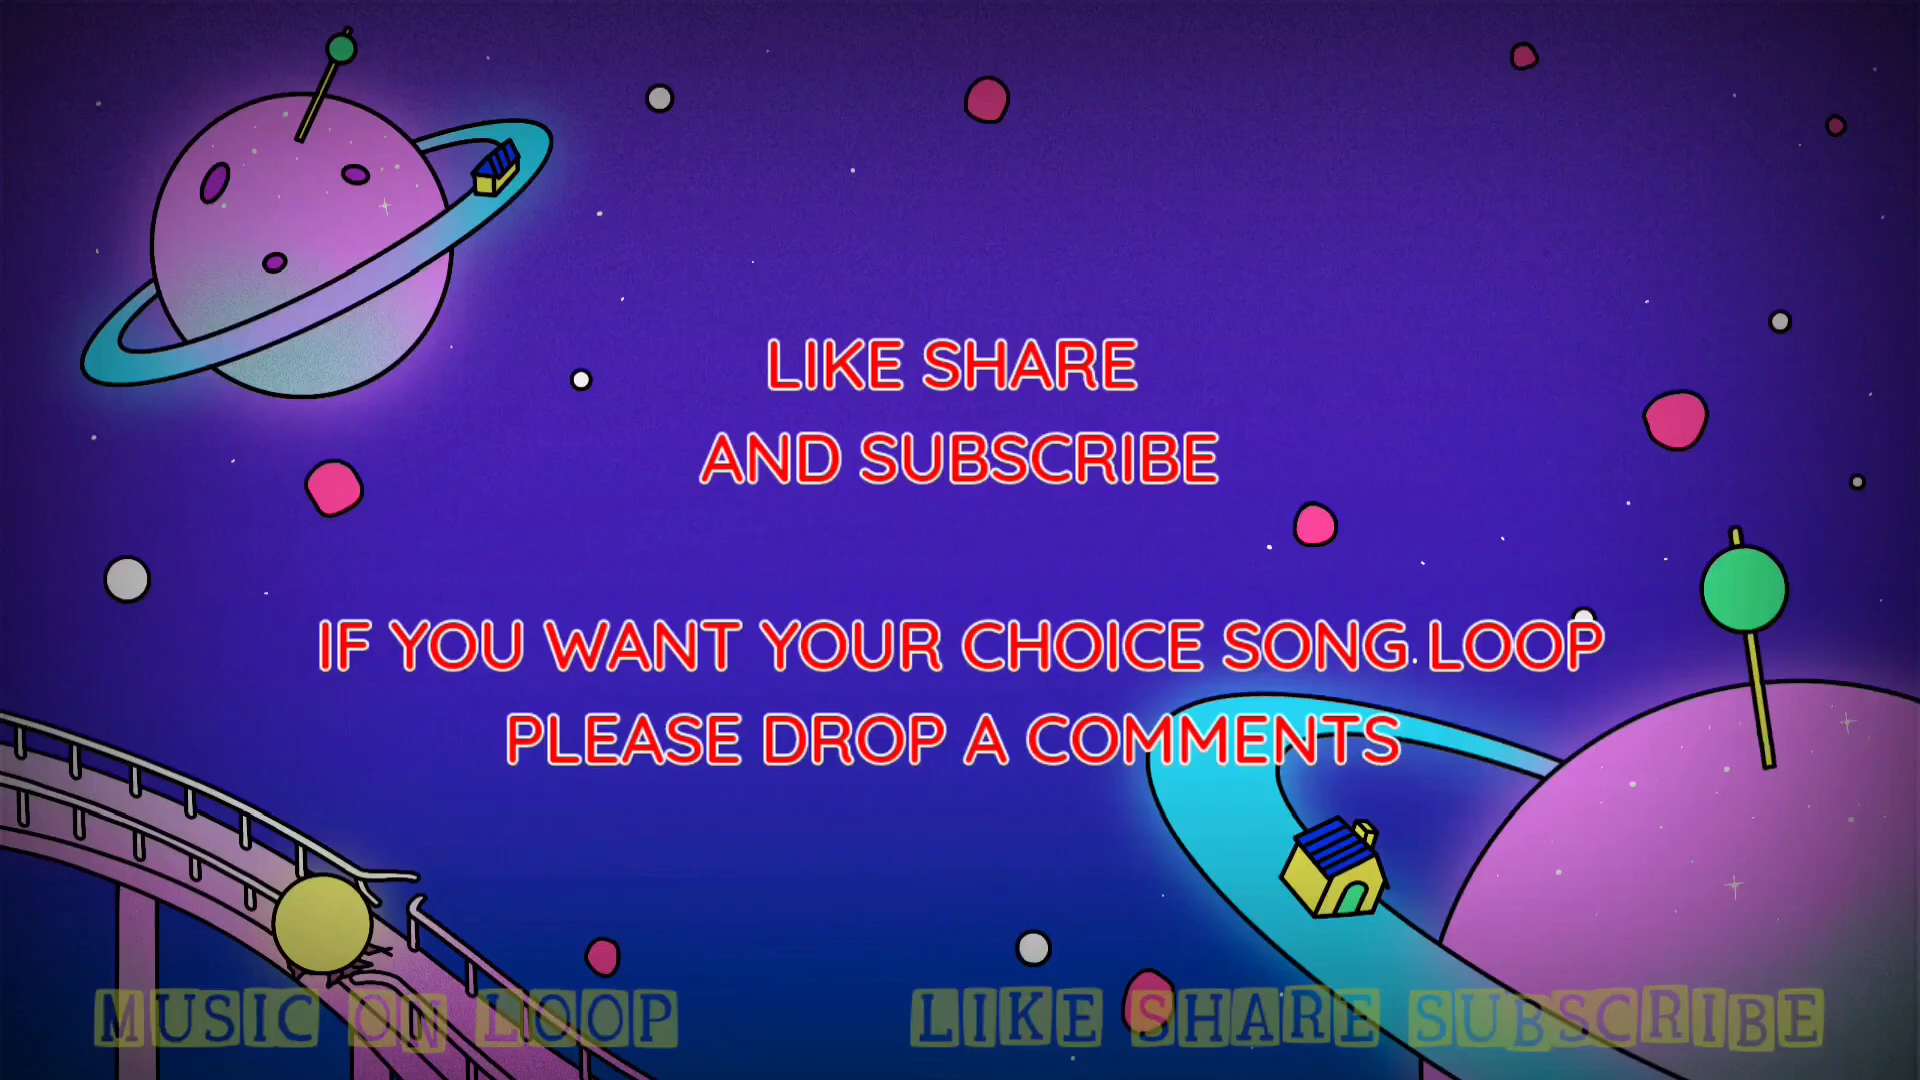 LIKE SHARE
AND SUBSCRIBE
IF YOU WANT YOUR CHOICE SONG LOOP
PLEASE DROP A COMMENTS
MUSIC ON LOOP
LIKE SHARE SUBSCRIBE